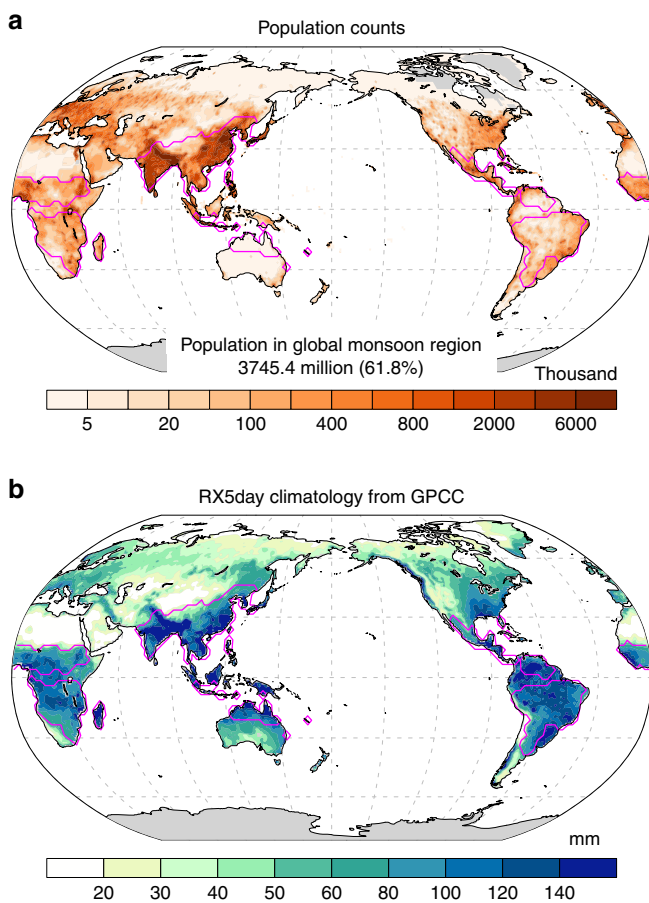 a
Population counts
Population in global monsoon region
3745.4 million (61.8%)
Thousand
5 20 100 400 800 2000 6000
b
RX5day climatology from GPCC
mm
20 30 40 50 60 80 100 120 140